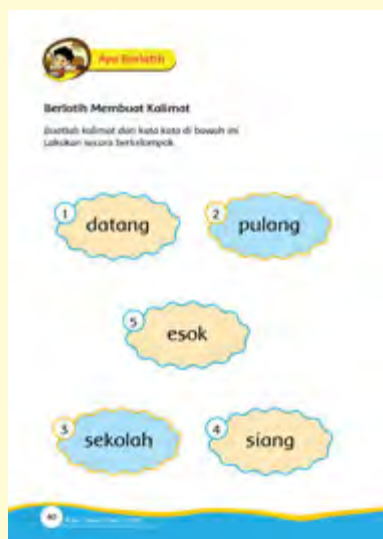 Ayo Berlatih
Berlatih Membuat Kalimat
Buatlah kalimat dari kata kata di bawah ini
Lakukan secara berkelompok
1
datang
2
pulang
5
esok
3
sekolah
4
siang